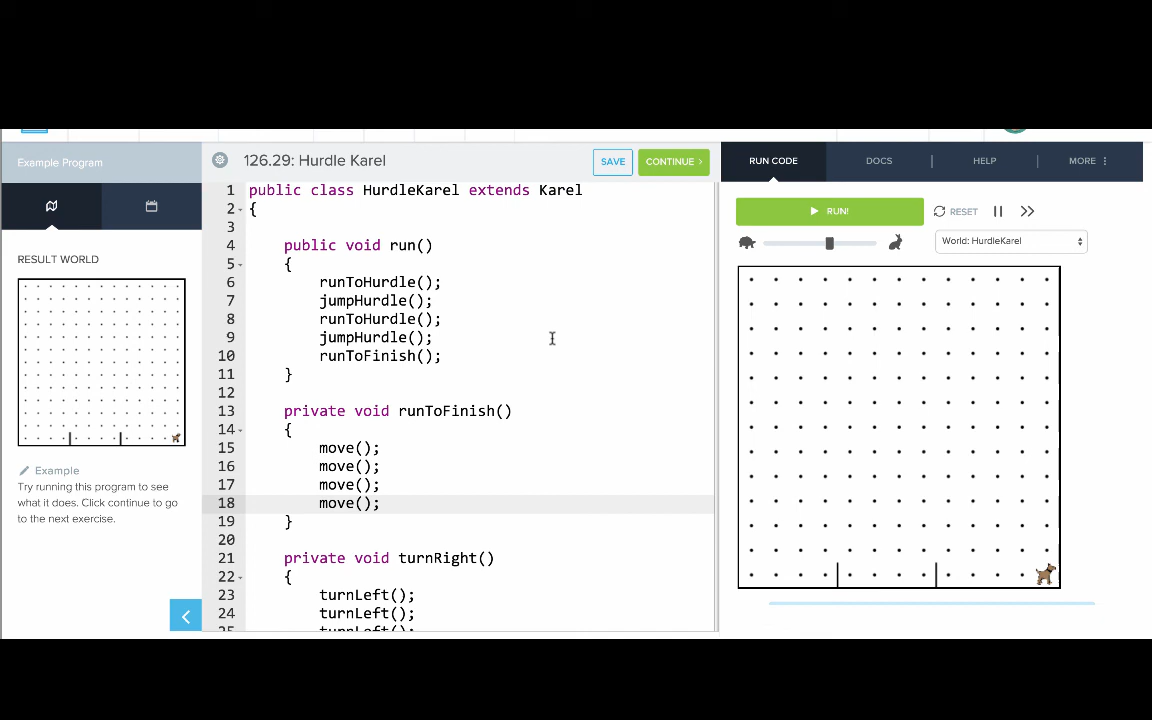 Example Program
126.29: Hurdle Karel
SAVE
CONTINUE
RUN CODE
DOCS
HELP
MORE
RESULT WORLD
Example
Try running this program to see
what it does. Click continue to go
to the next exercise.
1 public class HurdleKarel extends Karel
2 {
3
4 public void run()
5 {
6 runToHurdle();
7 jumpHurdle();
8 runToHurdle();
9 jumpHurdle();
10 runToFinish();
11 }
12
13 private void runToFinish()
14 {
15 move();
16 move();
17 move();
18 move();
19 }
20
21 private void turnRight()
22 {
23 turnLeft();
24 turnLeft();
25 turnLeft();
RUN!
RESET
World: HurdleKarel